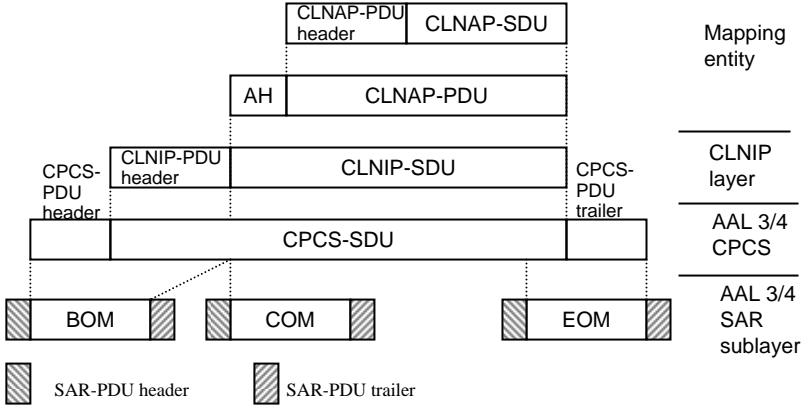 CLNAP-PDU
header
CLNAP-SDU
Mapping
entity
AH
CLNAP-PDU
CLNIP-PDU
header
CLNIP-SDU
CLNIP
layer
CPCS-
PDU
header
CPCS-
PDU
trailer
CPCS-SDU
AAL 3/4
CPCS
BOM
COM
EOM
AAL 3/4
SAR
sublayer
SAR-PDU header
SAR-PDU trailer